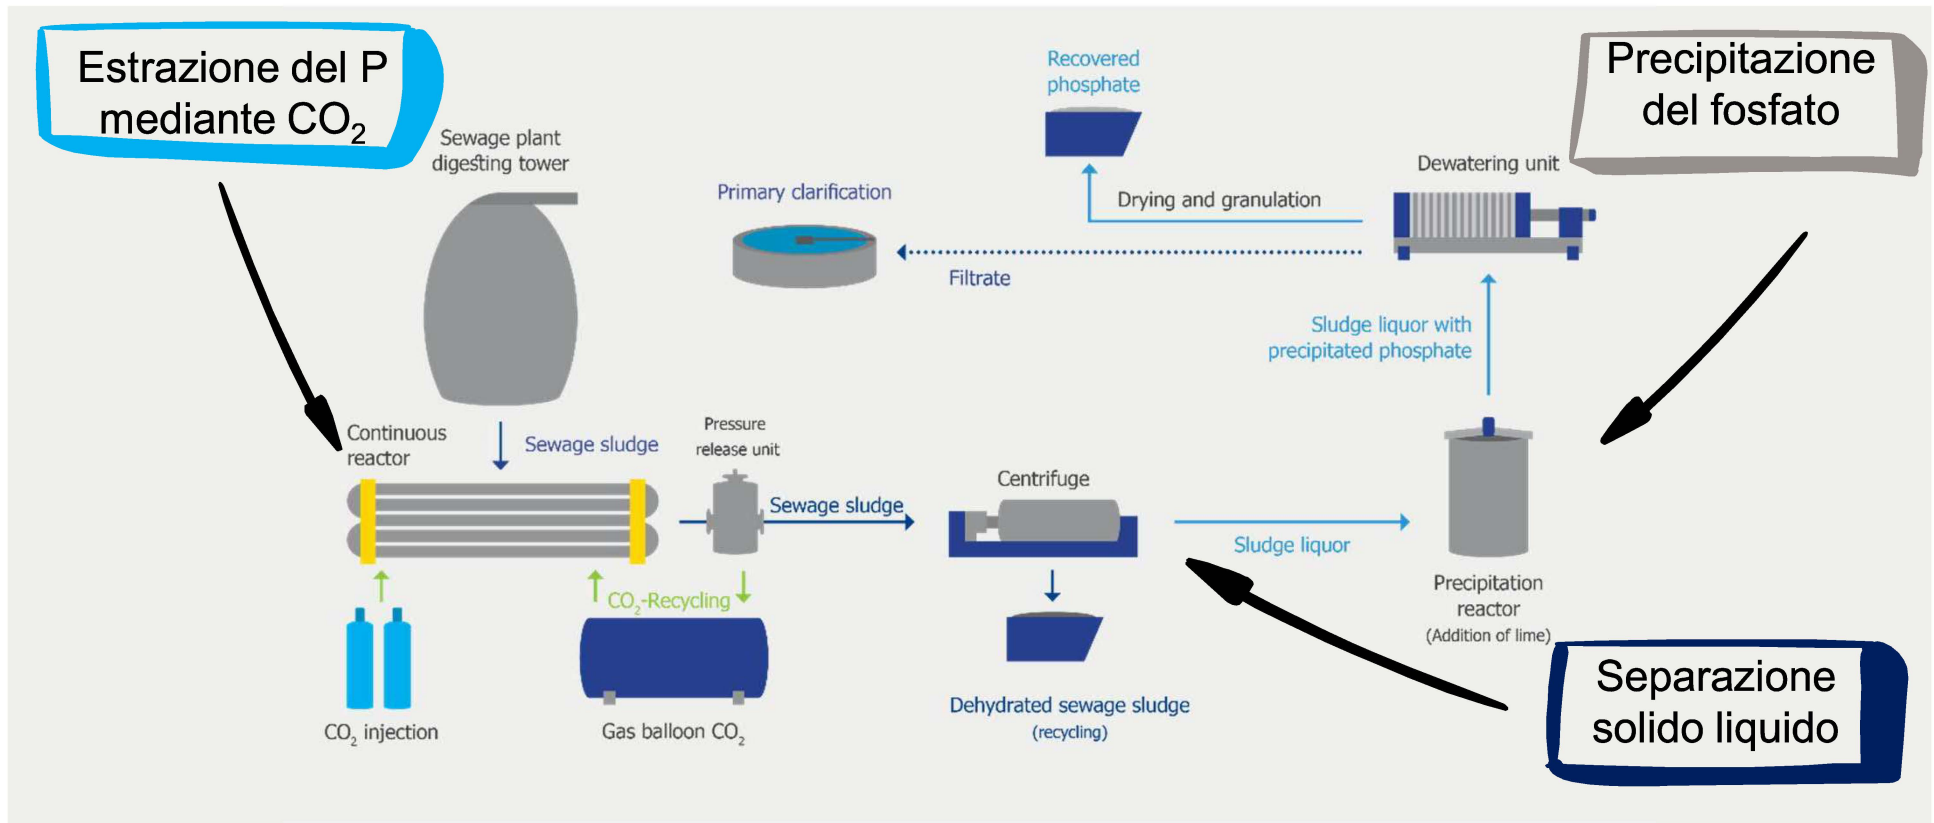 Estrazione del P
mediante CO₂
Precipitazione
del fosfato
Recovered
phosphate
Sewage plant
digesting tower
Primary clarification
Dewatering unit
Drying and granulation
Filtrate
Sludge liquor with
precipitated phosphate
Continuous
reactor
Sewage sludge
Pressure
release unit
Sewage sludge
Centrifuge
Sludge liquor
CO₂-Recycling
Precipitation
reactor
(Addition of lime)
Separazione
solido liquido
Dehydrated sewage sludge
(recycling)
CO₂ injection
Gas balloon CO₂